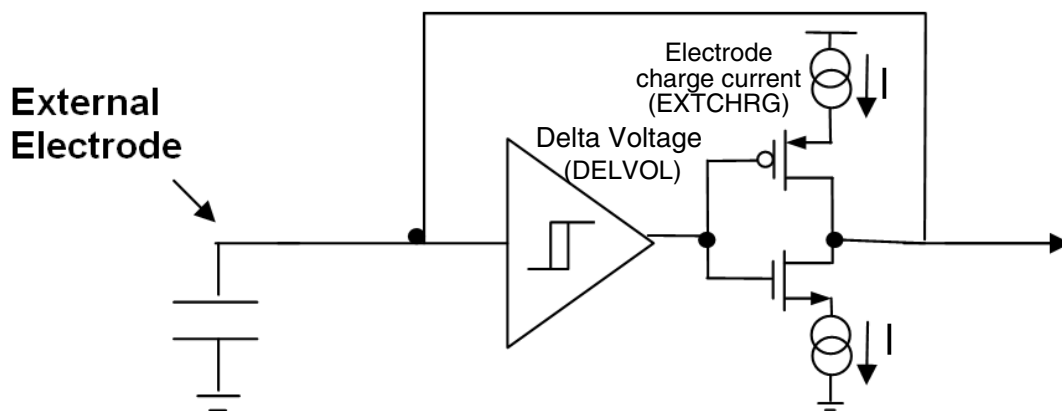 External
Electrode
Electrode
charge current
(EXTCHRG)
I
Delta Voltage
(DELVOL)
I